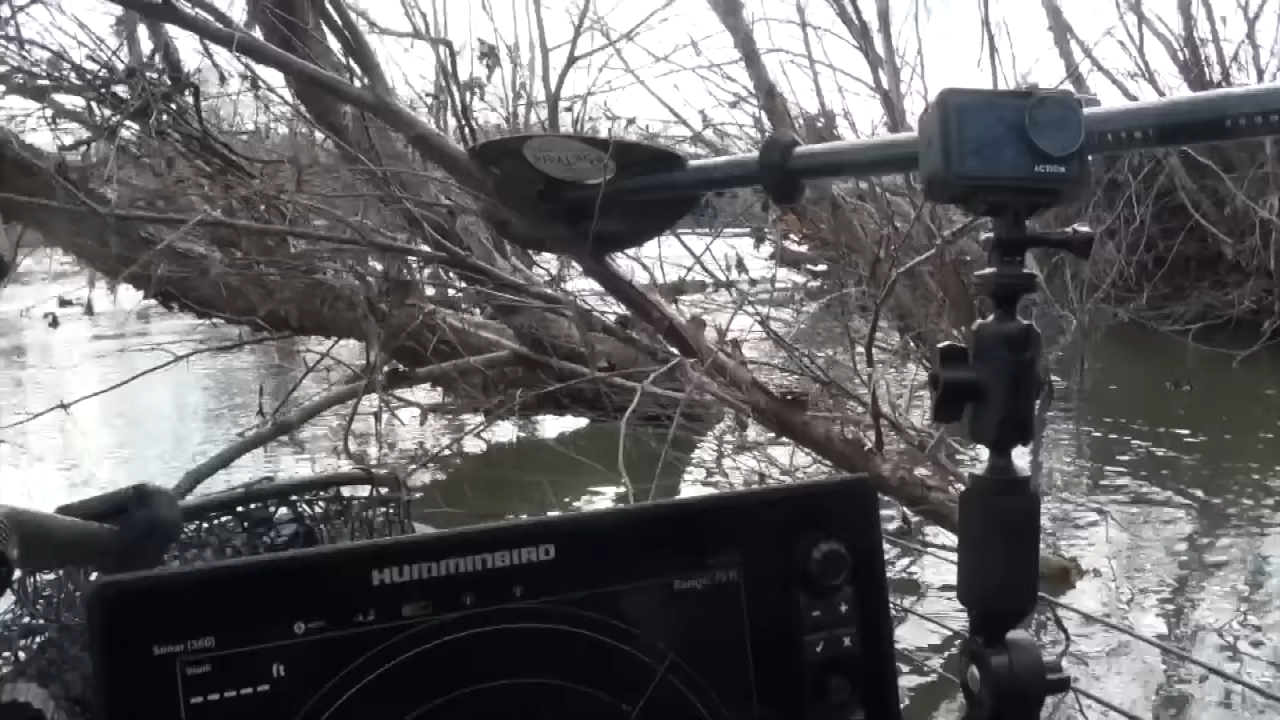 ACTION
HUMMINBIRD
Range: 75 ft
Sonar (360)
Depth
ft
- - - - -
- +
✓ X